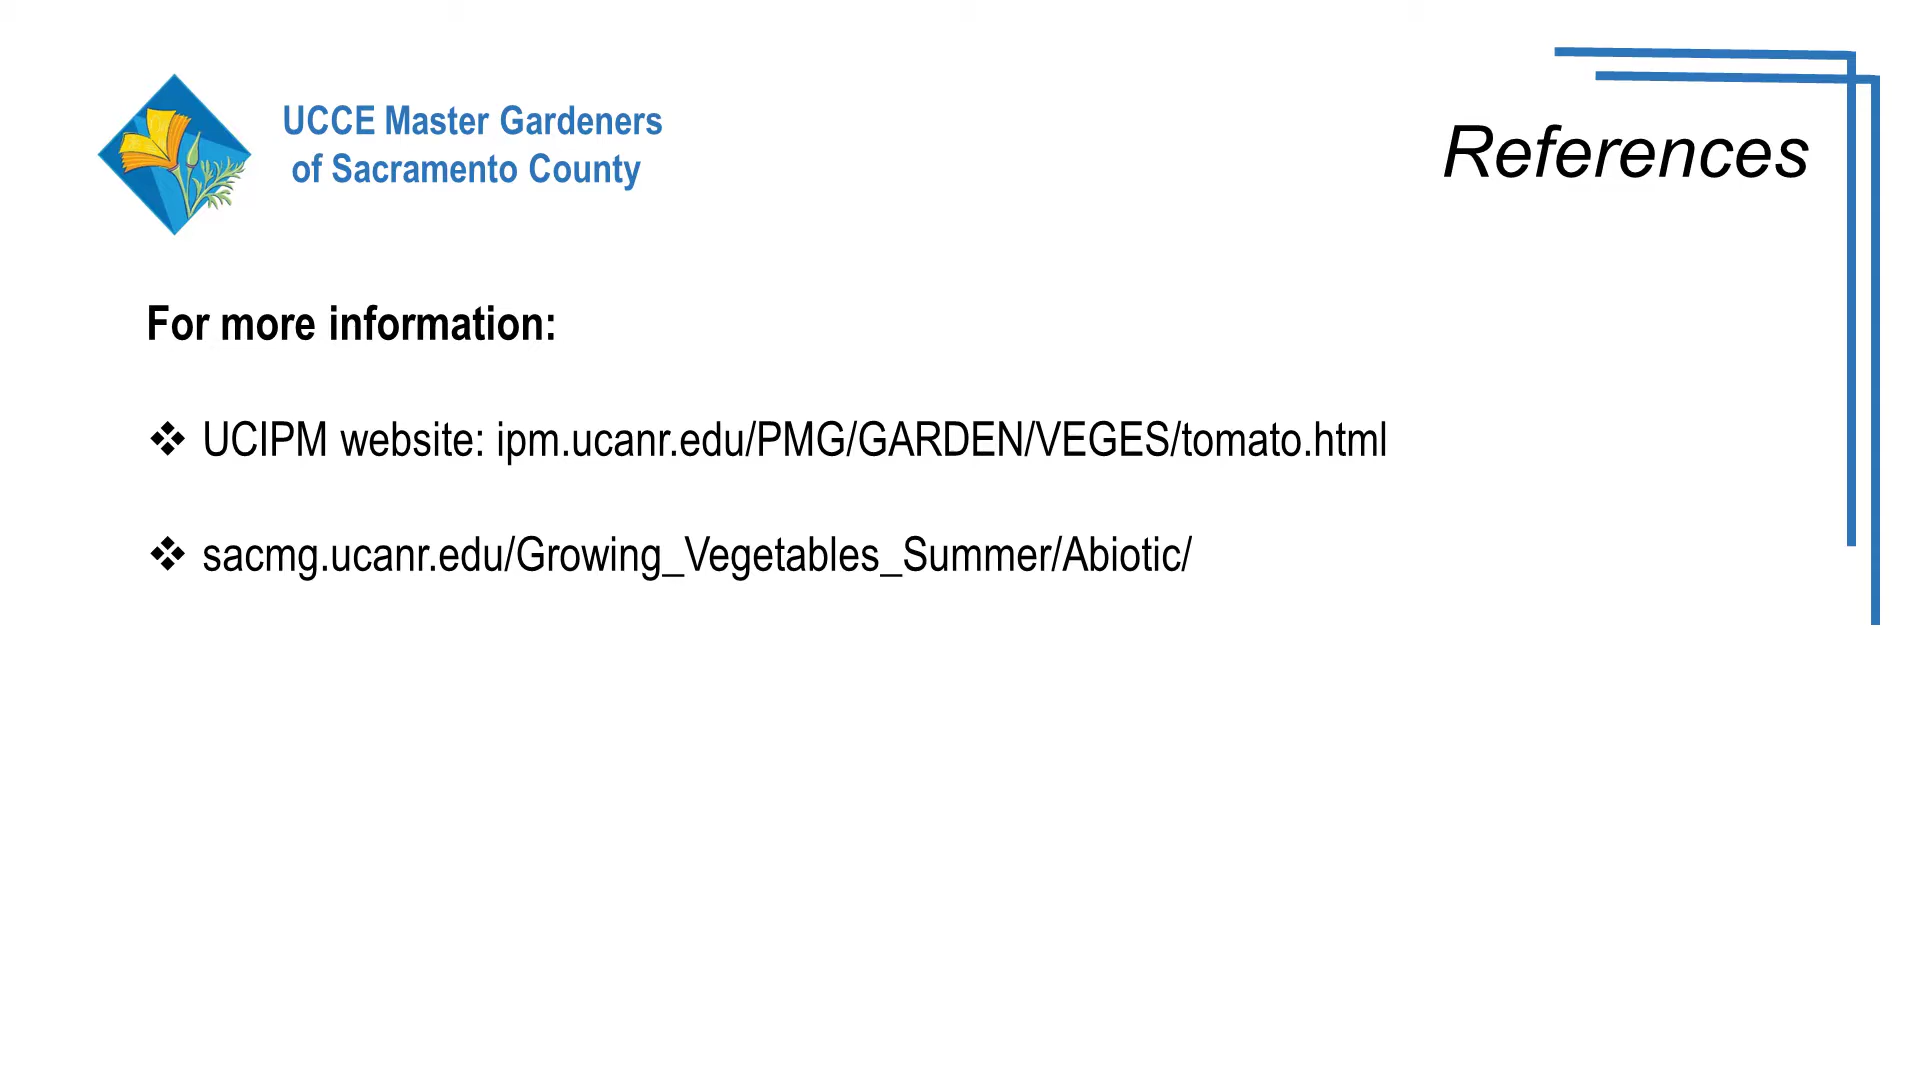 UCCE Master Gardeners
of Sacramento County
References
For more information:
❖ UCIPM website: ipm.ucanr.edu/PMG/GARDEN/VEGES/tomato.html
❖ sacmg.ucanr.edu/Growing_Vegetables_Summer/Abiotic/